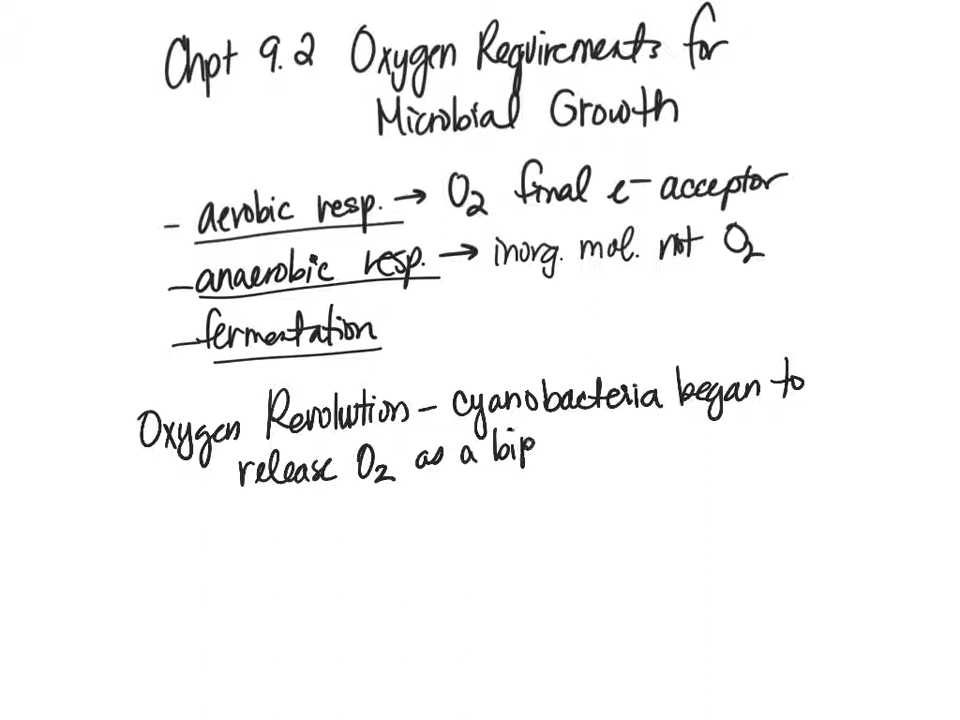 Chpt 9.2 Oxygen Requirements for
Microbial Growth
- aerobic resp. → O2 final e- acceptor
- anaerobic resp. → inorg. mol. not O2
- fermentation
Oxygen Revolution - cyanobacteria began to
release O2 as a bip